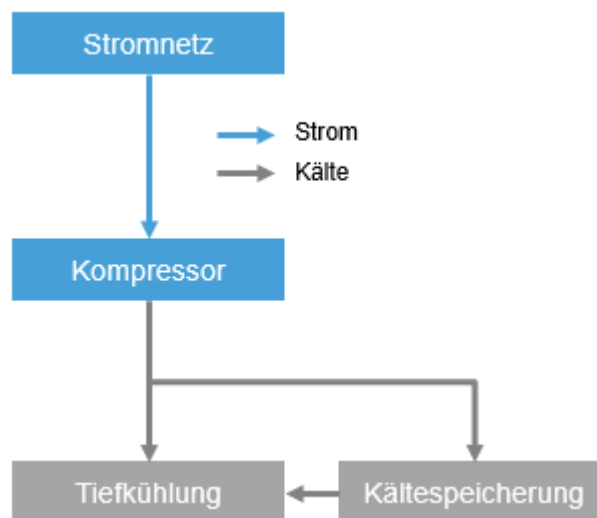 Stromnetz
Strom
Kälte
Kompressor
Tiefkühlung
Kältespeicherung